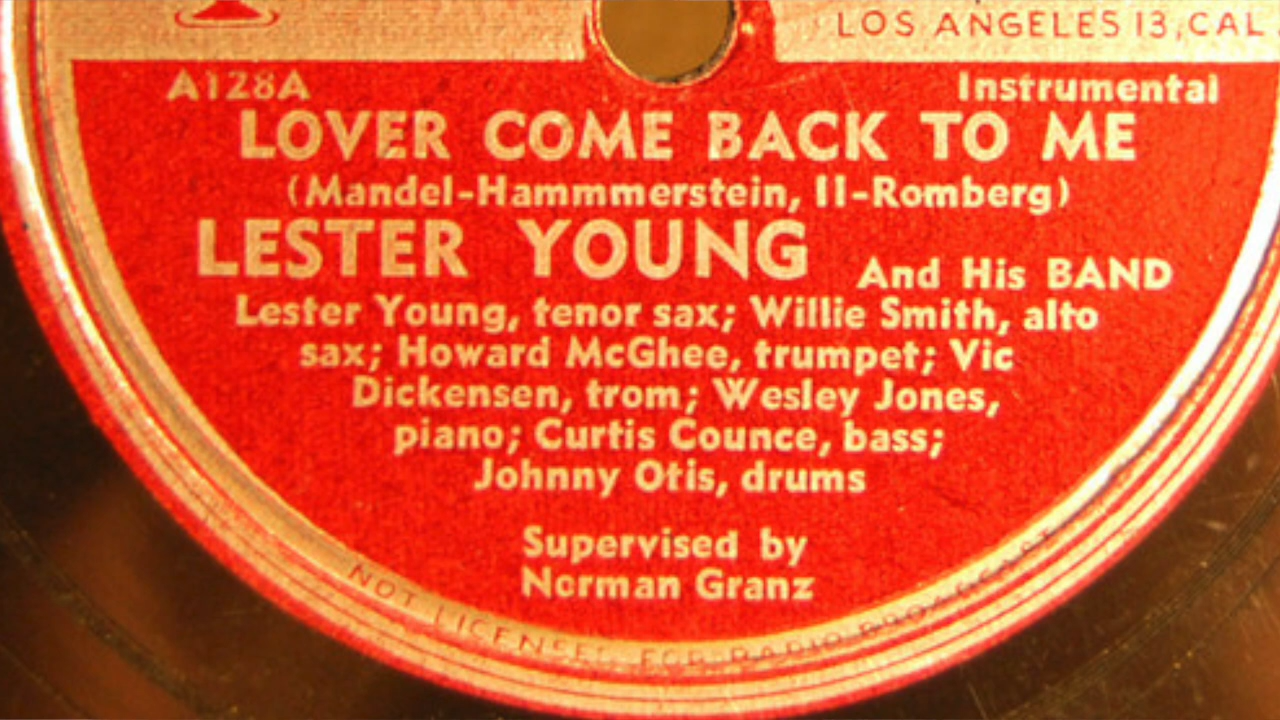 LOS ANGELES 13, CAL.
A128A
Instrumental
LOVER COME BACK TO ME
(Mandel-Hammmerstein, II-Romberg)
LESTER YOUNG And His BAND
Lester Young, tenor sax; Willie Smith, alto
sax; Howard McGhee, trumpet; Vic
Dickensen, trom; Wesley Jones,
piano; Curtis Counce, bass;
Johnny Otis, drums
Supervised by
Norman Granz
NOT LICENSED FOR RADIO BROADCAST